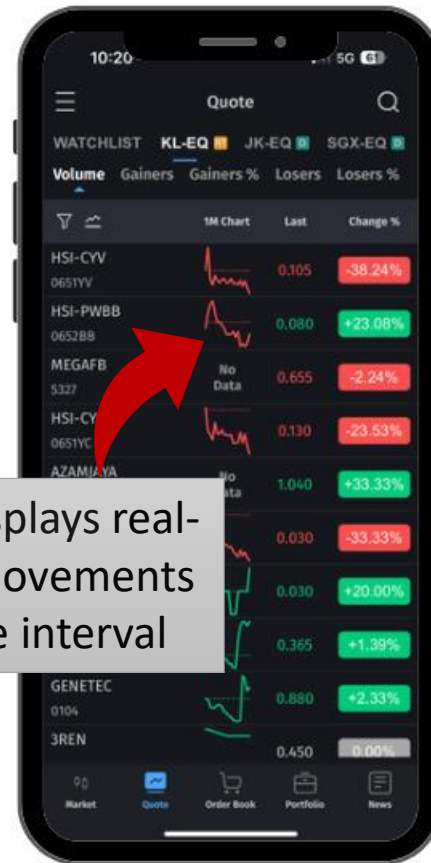 10:20
5G 61
Quote
WATCHLIST KL-EQ RT JK-EQ D SGX-EQ D
Volume Gainers Gainers % Losers Losers %
1M Chart Last Change %
HSI-CYV
0651YV
0.105 -38.24%
HSI-PWBB
0652BB
0.080 +23.08%
MEGAFB
5327
No
Data
0.655 -2.24%
HSI-CY
0651YC
0.130 -23.53%
AZAMJAYA
No
1.040 +33.33%
0.030 -33.33%
0.030 +20.00%
0.365 +1.39%
splays real-
ovements
e interval
GENETEC
0104
0.880 +2.33%
3REN
0.450 0.00%
Market Quote Order Book Portfolio News